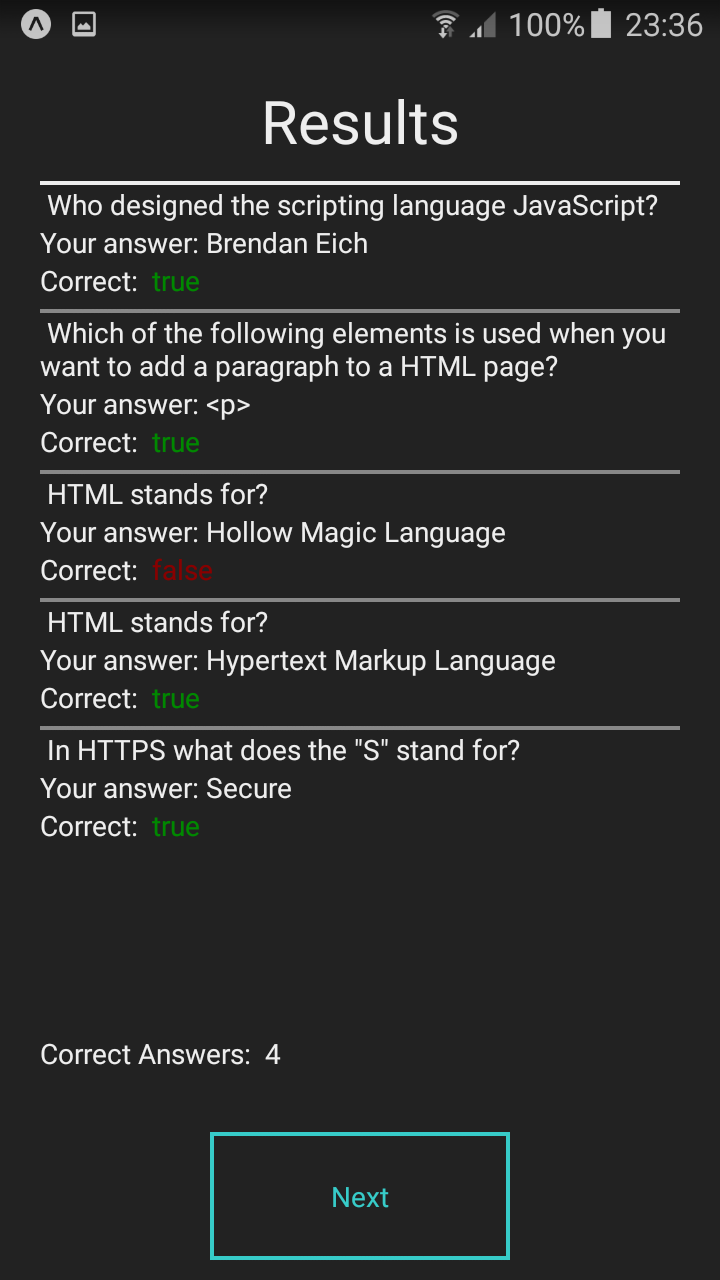 100% 23:36
Results
Who designed the scripting language JavaScript?
Your answer: Brendan Eich
Correct: true
Which of the following elements is used when you
want to add a paragraph to a HTML page?
Your answer: <p>
Correct: true
HTML stands for?
Your answer: Hollow Magic Language
Correct: false
HTML stands for?
Your answer: Hypertext Markup Language
Correct: true
In HTTPS what does the "S" stand for?
Your answer: Secure
Correct: true
Correct Answers: 4
Next